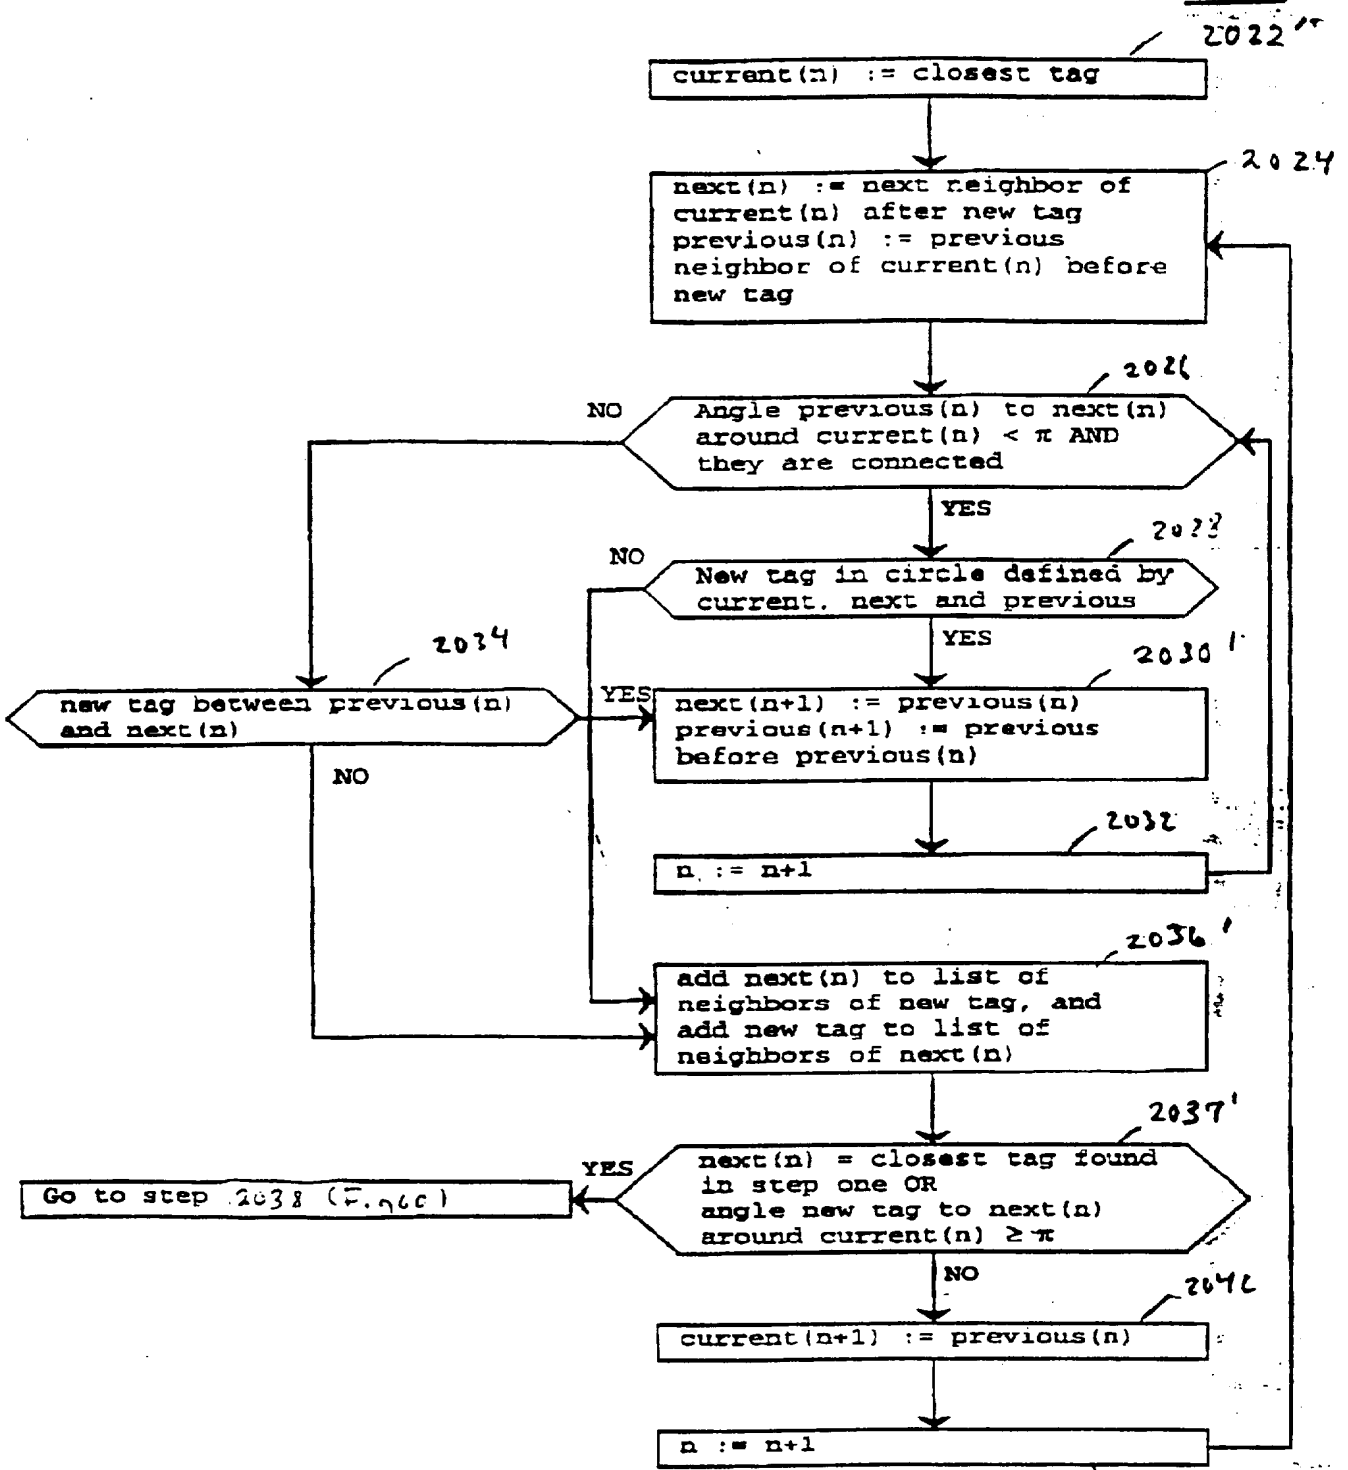 2022''
current(n) := closest tag
2024
next(n) := next neighbor of
current(n) after new tag
previous(n) := previous
neighbor of current(n) before
new tag
2026
NO
Angle previous(n) to next(n)
around current(n) < π AND
they are connected
YES
2028
NO
New tag in circle defined by
current. next and previous
YES
2034
2030'
new tag between previous(n)
and next(n)
YES
next(n+1) := previous(n)
previous(n+1) := previous
before previous(n)
NO
2032
n := n+1
2036'
add next(n) to list of
neighbors of new tag, and
add new tag to list of
neighbors of next(n)
2037'
YES
next(n) = closest tag found
in step one OR
angle new tag to next(n)
around current(n) ≥ π
Go to step 2038
NO
current(n+1) := previous(n)
n := n+1